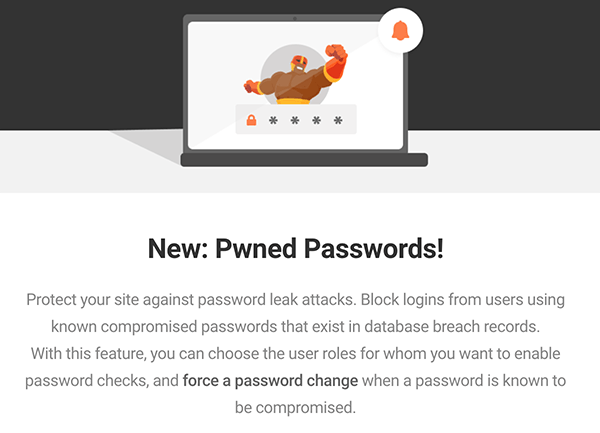 * * * *
New: Pwned Passwords!
Protect your site against password leak attacks. Block logins from users using
known compromised passwords that exist in database breach records.
With this feature, you can choose the user roles for whom you want to enable
password checks, and force a password change when a password is known to
be compromised.